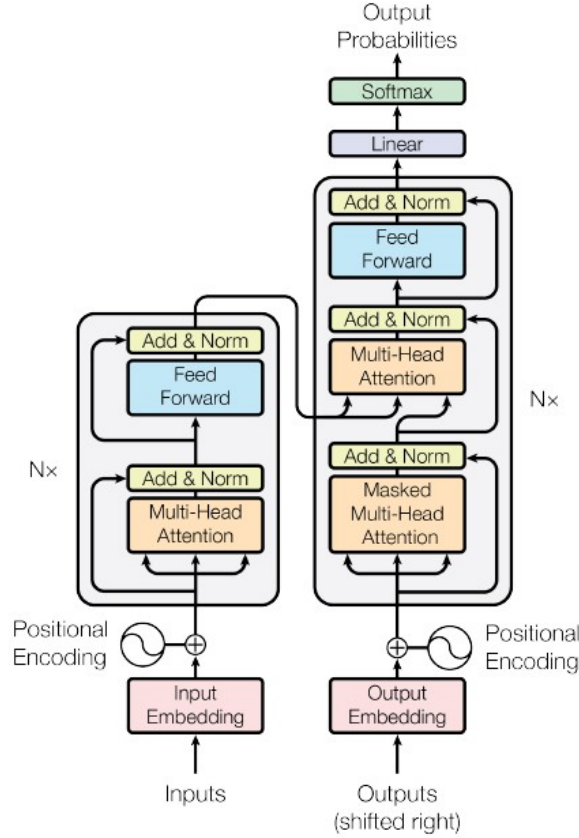 Output
Probabilities
Softmax
Linear
Add & Norm
Feed
Forward
Add & Norm
Multi-Head
Attention
Add & Norm
Masked
Multi-Head
Attention
N×
Add & Norm
Feed
Forward
Add & Norm
Multi-Head
Attention
N×
Positional
Encoding
Positional
Encoding
Input
Embedding
Output
Embedding
Inputs
Outputs
(shifted right)